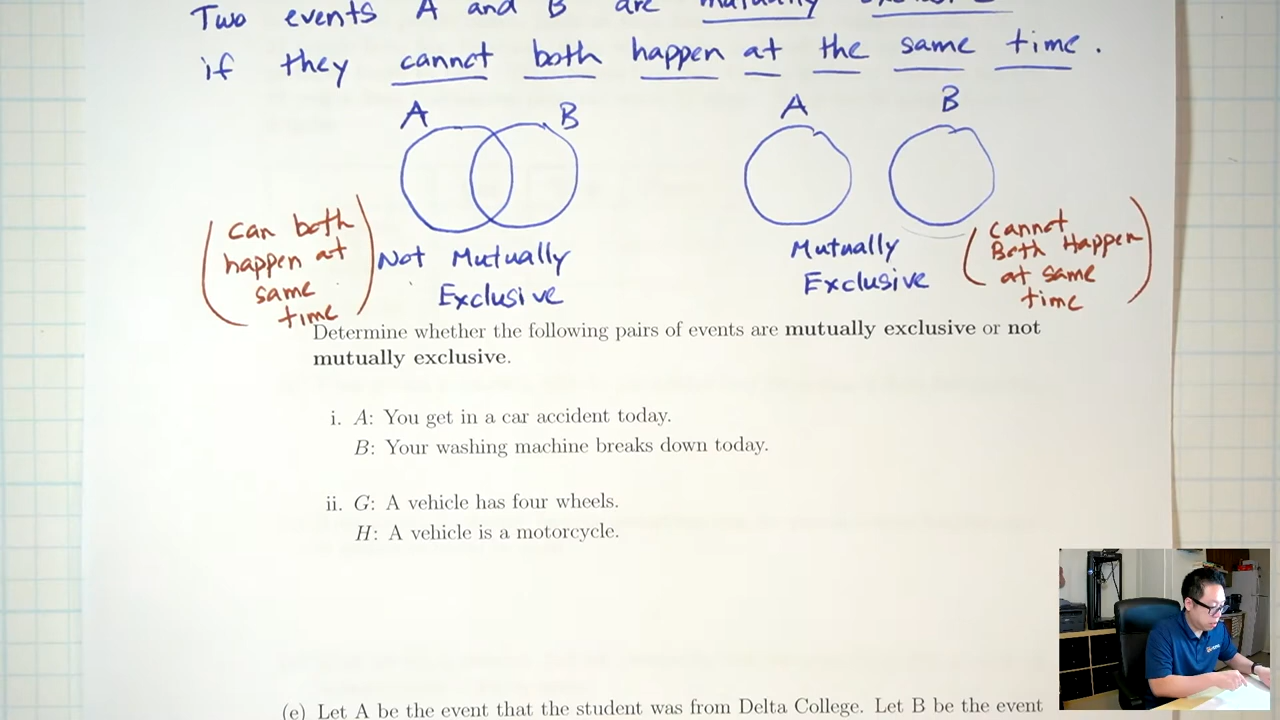 Two events A and B are mutually
if they cannot both happen at the same time.
A B
A B
(can both happen at same time)
Not Mutually Exclusive
Mutually Exclusive
(Cannot Both Happen at same time)
Determine whether the following pairs of events are mutually exclusive or not
mutually exclusive.
i. A: You get in a car accident today.
B: Your washing machine breaks down today.
ii. G: A vehicle has four wheels.
H: A vehicle is a motorcycle.
(e) Let A be the event that the student was from Delta College. Let B be the event